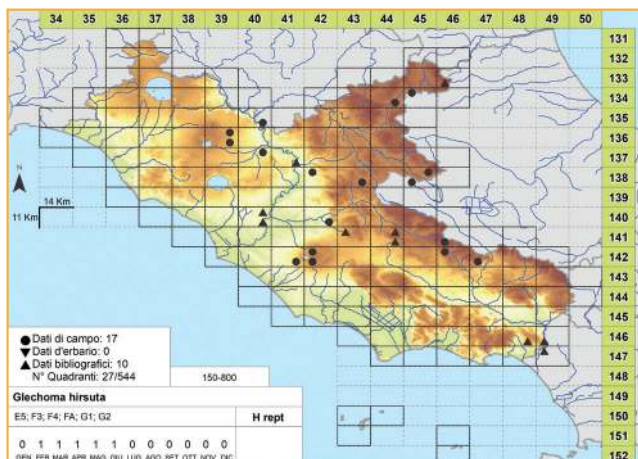 34 35 36 37 38 39 40 41 42 43 44 45 46 47 48 49 50
131
132
133
134
135
136
137
138
139
140
141
142
143
144
145
146
147
148
149
150
151
152
N
14 Km
11 Km
Dati di campo: 17
Dati d'erbario: 0
Dati bibliografici: 10
N° Quadranti: 27/544
150-800
Glechoma hirsuta
E5; F3; F4; FA; G1; G2
H rept
0 1 1 1 1 1 0 0 0 0 0 0
GEN FEB MAR APR MAG GIU LUG AGO SET OTT NOV DIC